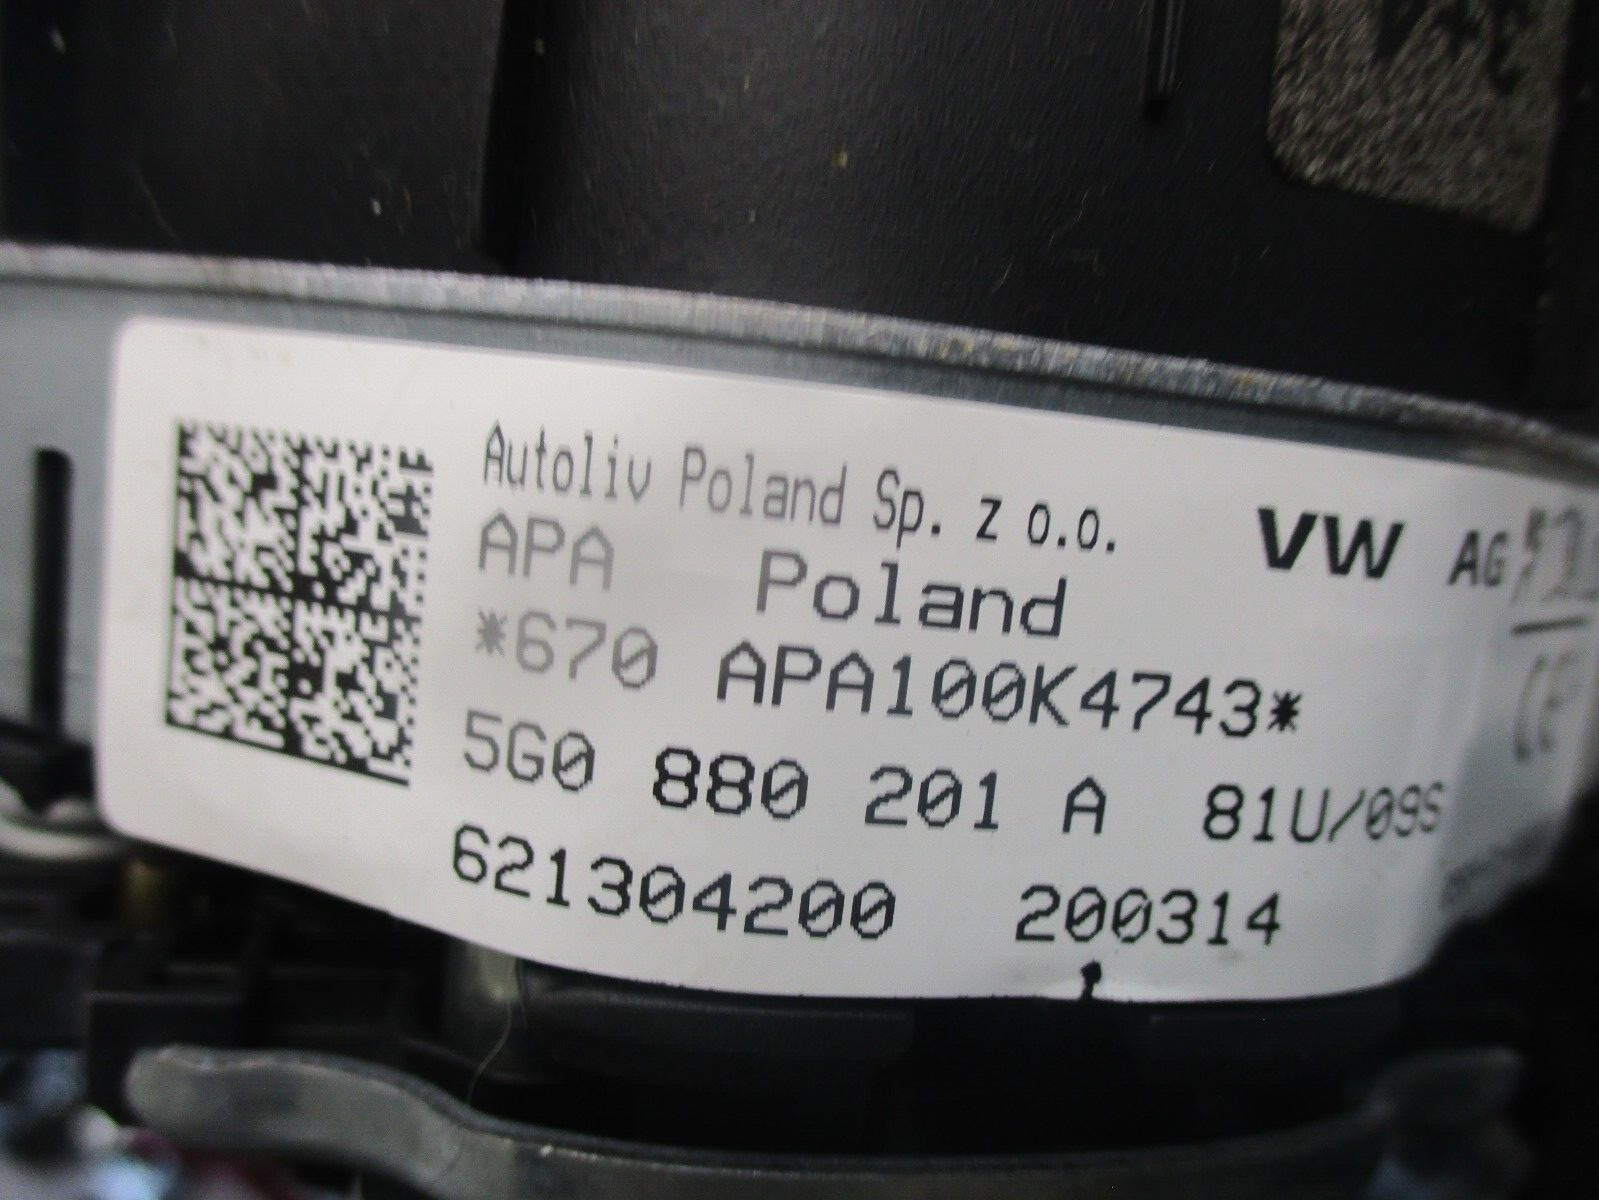 Autoliv Poland Sp. z o.o. VW AG
APA Poland
*670 APA100K4743*
5G0 880 201 A 81U/09S
621304200 200314